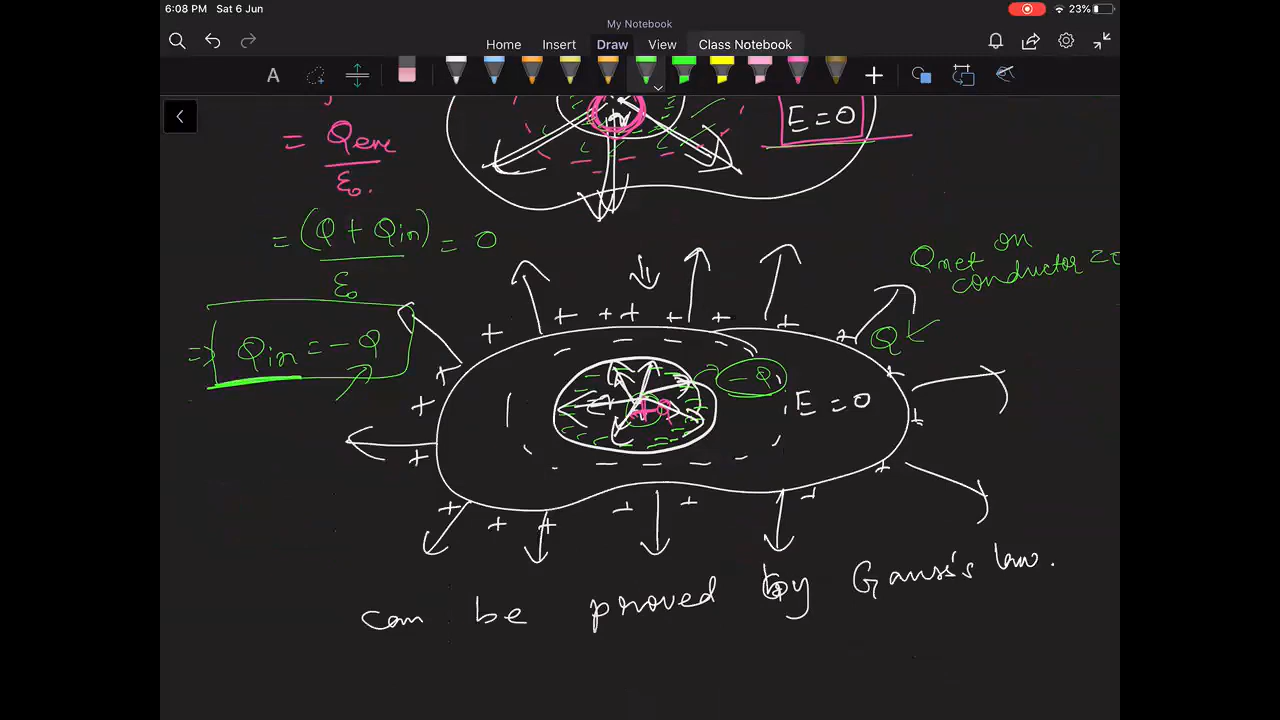 6:08 PM Sat 6 Jun
23%
My Notebook
Home Insert Draw View Class Notebook
A
E = 0
= Qenc
ε₀.
= (Q + Qin) = 0
ε₀
Qnet on
conductor = 0
⇒ Qin = -Q
Q
-Q
+Q
E = 0
can be proved by Gauss's law.